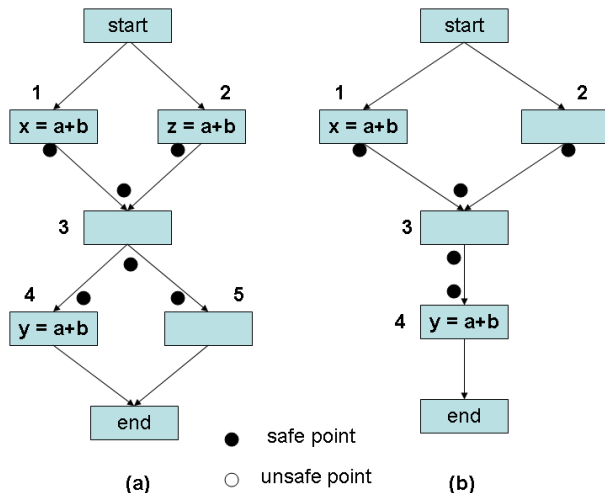 start
1
2
x = a+b
z = a+b
3
4
5
y = a+b
end
(a)
start
1
2
x = a+b
3
4
y = a+b
end
(b)
safe point
unsafe point